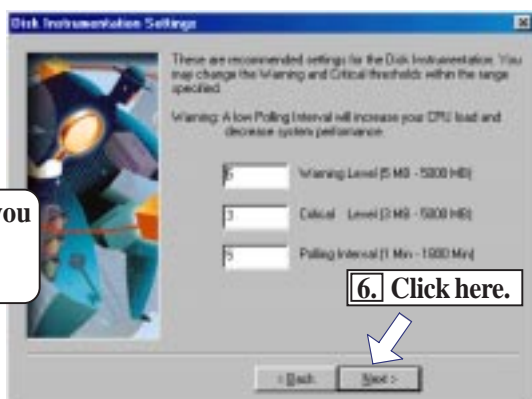 Disk Instrumentation Settings
These are recommended settings for the Disk Instrumentation. You
may change the Warning and Critical thresholds within the range
specified.
Warning: A low Polling Interval will increase your CPU load and
decrease system performance.
Warning Level (5 MB - 5000 MB)
3
Critical Level (3 MB - 5000 MB)
5
Polling Interval (1 Min - 1800 Min)
you
6. Click here.
< Back
Next >